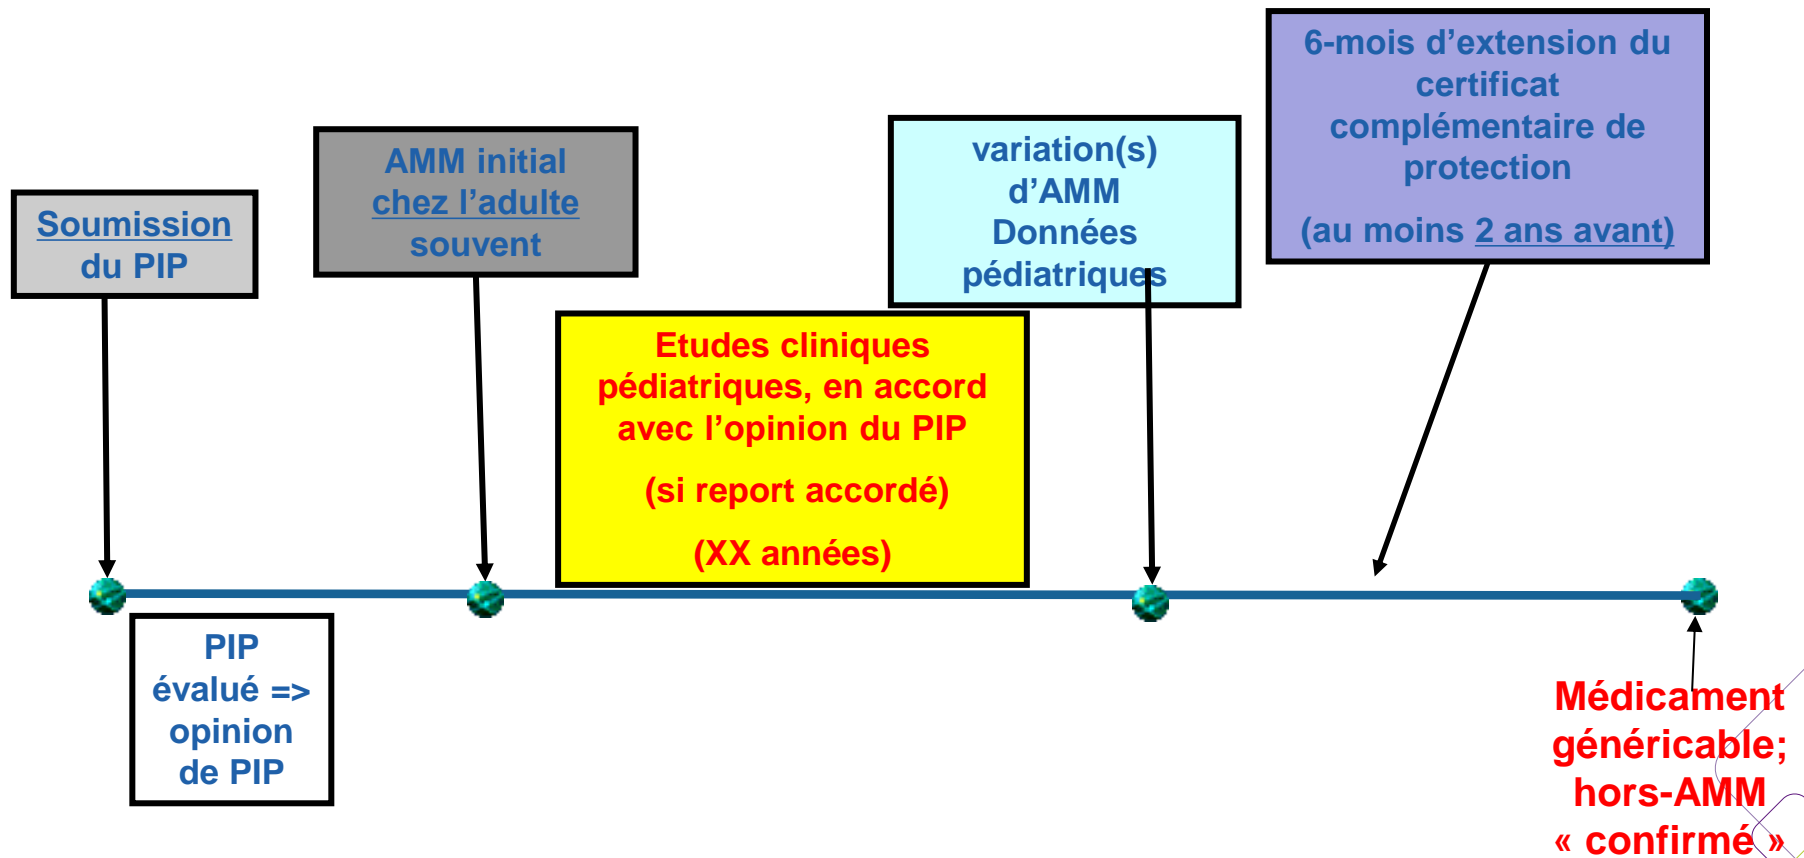 Soumission
du PIP
AMM initial
chez l'adulte
souvent
variation(s)
d'AMM
Données
pédiatriques
6-mois d'extension du
certificat
complémentaire de
protection
(au moins 2 ans avant)
Etudes cliniques
pédiatriques, en accord
avec l'opinion du PIP
(si report accordé)
(XX années)
PIP
évalué =>
opinion
de PIP
Médicament
généricable;
hors-AMM
« confirmé »